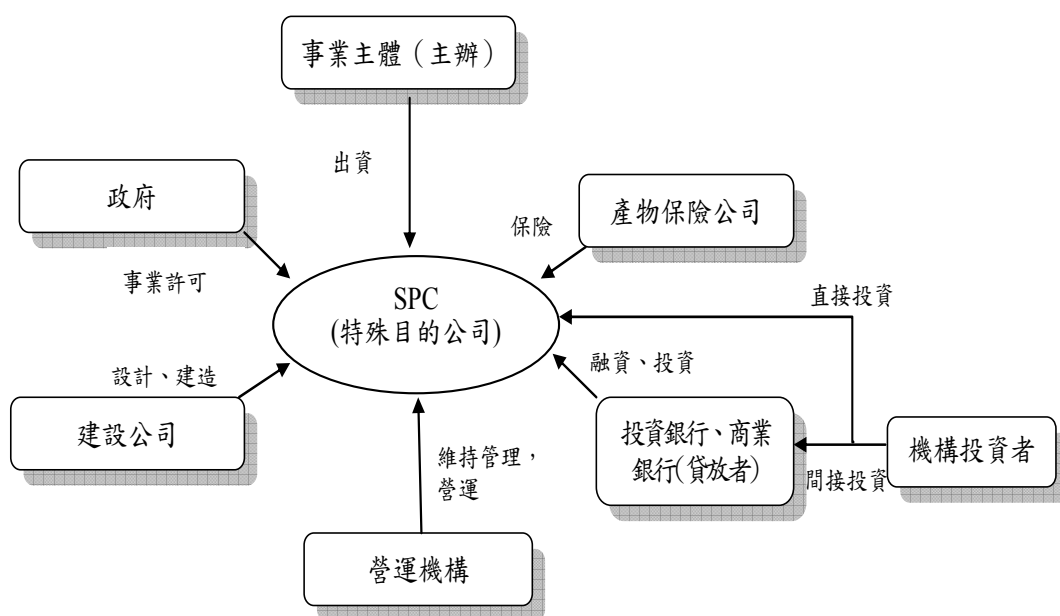 事業主體（主辦）
出資
政府
產物保險公司
保險
事業許可
SPC
(特殊目的公司)
直接投資
設計、建造
融資、投資
建設公司
投資銀行、商業
銀行(貸放者)
機構投資者
維持管理，
營運
間接投資
營運機構